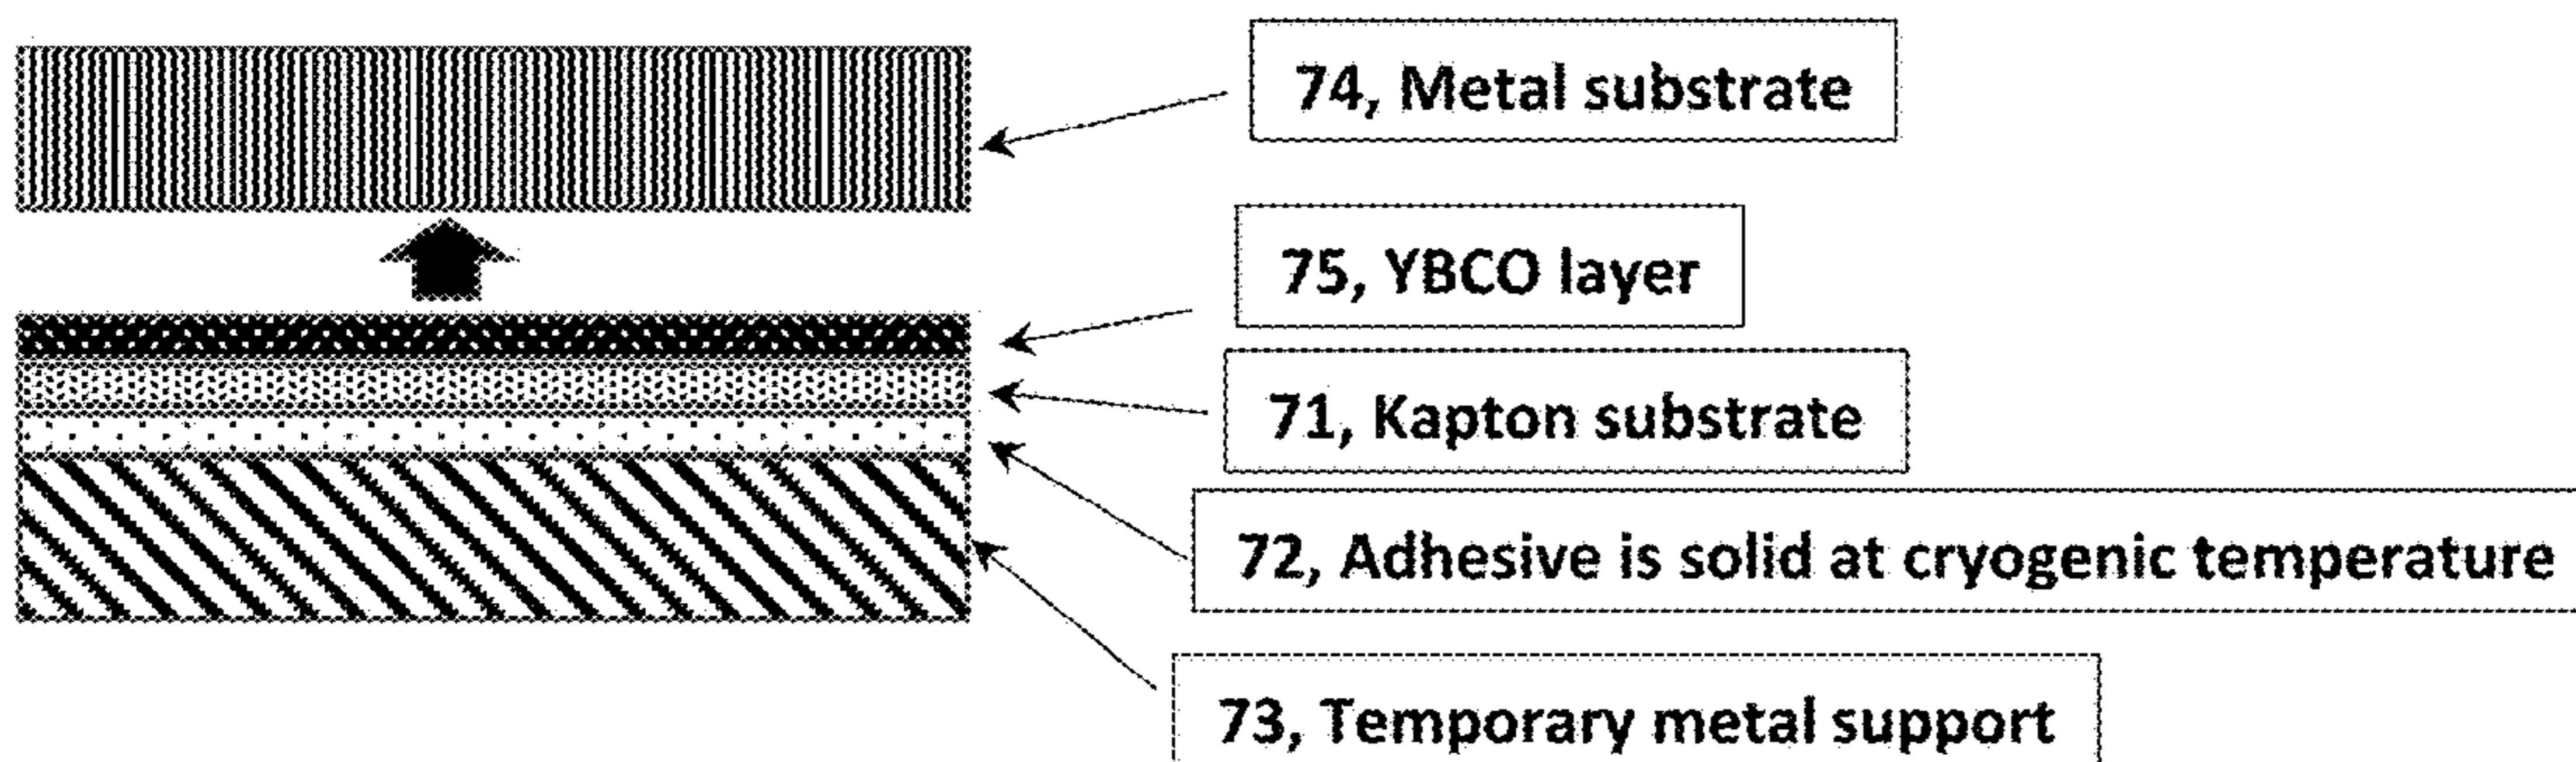 74, Metal substrate
75, YBCO layer
71, Kapton substrate
72, Adhesive is solid at cryogenic temperature
73, Temporary metal support